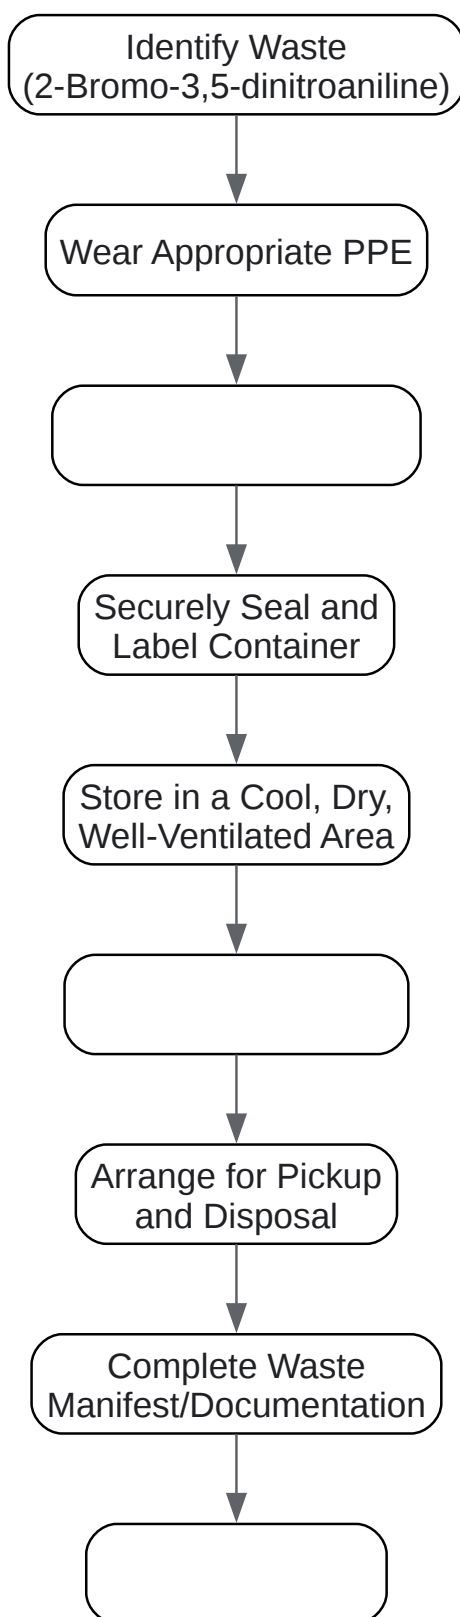 Identify Waste
(2-Bromo-3,5-dinitroaniline)
Wear Appropriate PPE
Securely Seal and
Label Container
Store in a Cool, Dry,
Well-Ventilated Area
Arrange for Pickup
and Disposal
Complete Waste
Manifest/Documentation